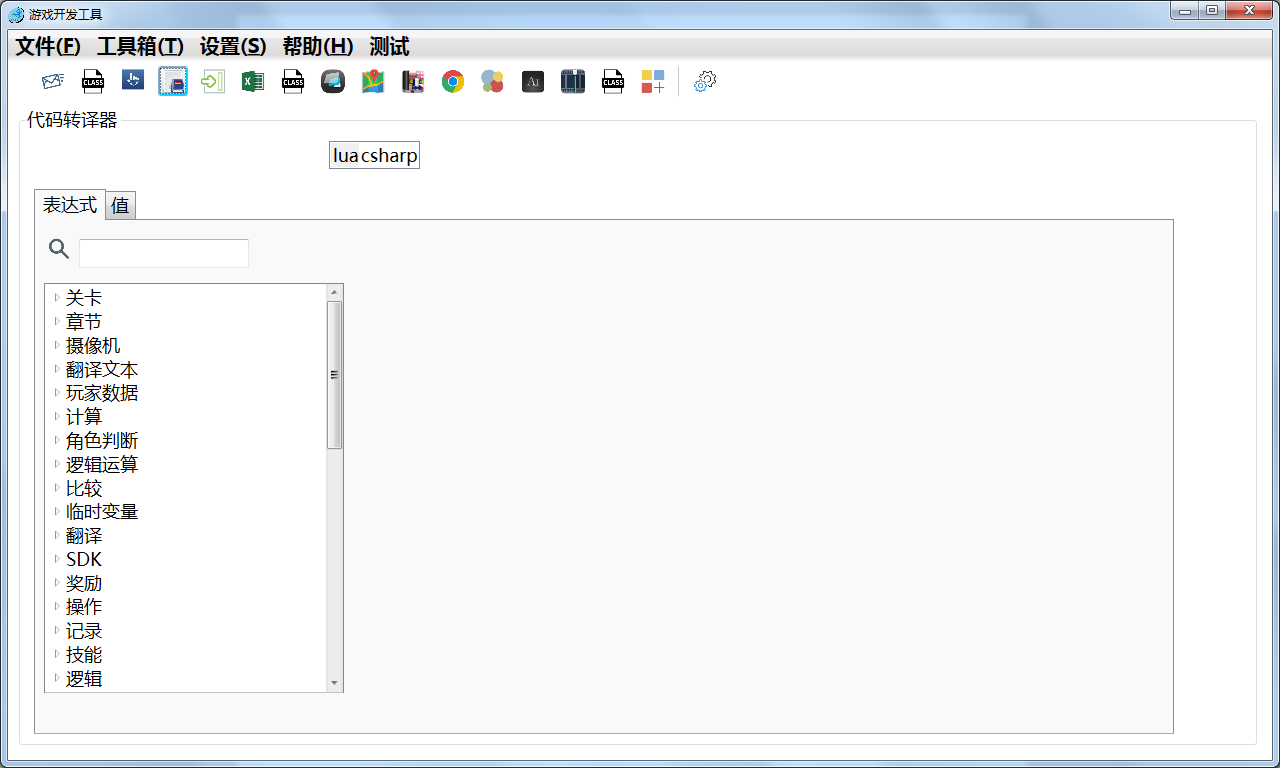 游戏开发工具
文件(F) 工具箱(T) 设置(S) 帮助(H) 测试
CLASS CLASS Ai CLASS
代码转译器
lua csharp
表达式 值
关卡
章节
摄像机
翻译文本
玩家数据
计算
角色判断
逻辑运算
比较
临时变量
翻译
SDK
奖励
操作
记录
技能
逻辑